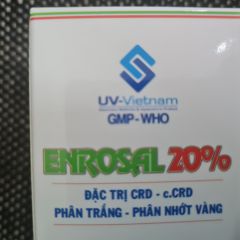 UV-Vietnam
GMP-WHO
ENROSAL 20%
ĐẶC TRỊ CRD - c.CRD
PHÂN TRẮNG - PHÂN NHỚT VÀNG